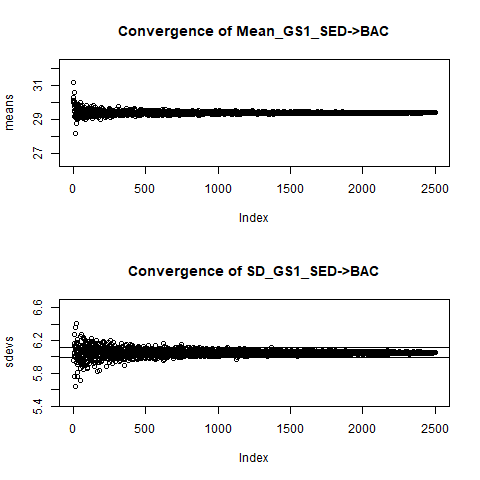 Convergence of Mean_GS1_SED->BAC
means
31
29
27
0 500 1000 1500 2000 2500
Index
Convergence of SD_GS1_SED->BAC
sdevs
6.6
6.2
5.8
5.4
0 500 1000 1500 2000 2500
Index